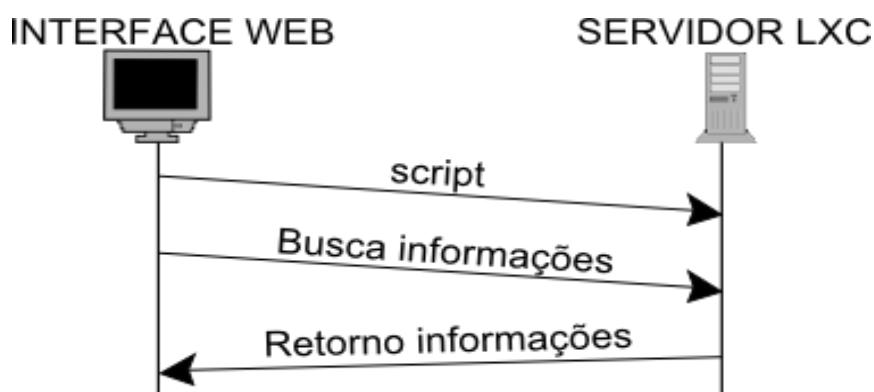 INTERFACE WEB
SERVIDOR LXC
script
Busca informações
Retorno informações